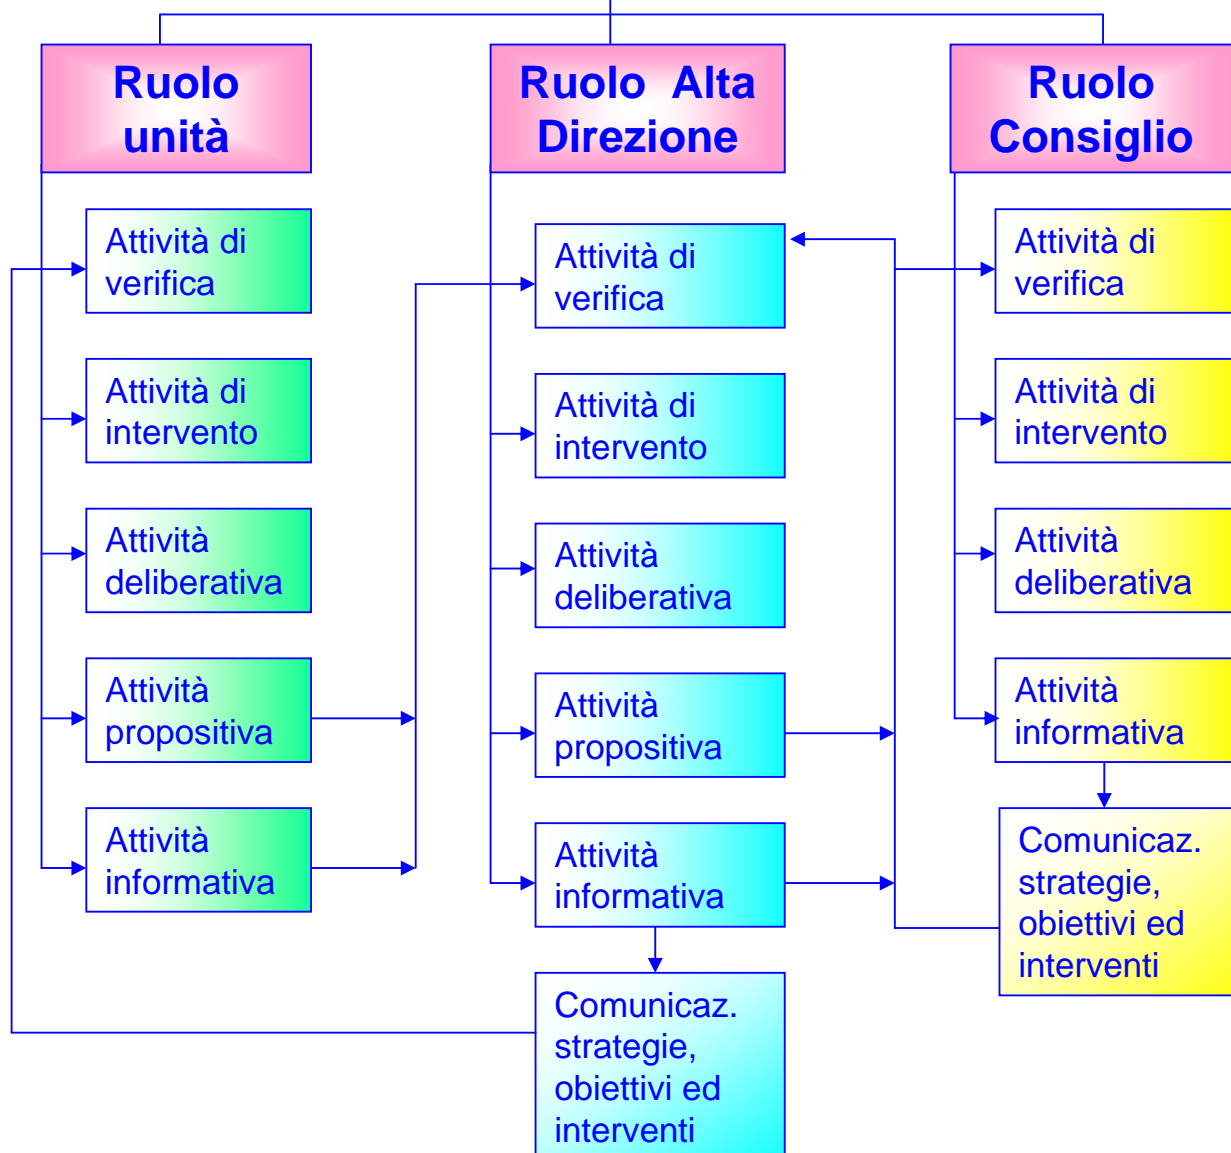 Ruolo
unità
Ruolo Alta
Direzione
Ruolo
Consiglio
Attività di
verifica
Attività di
intervento
Attività
deliberativa
Attività
propositiva
Attività
informativa
Attività di
verifica
Attività di
intervento
Attività
deliberativa
Attività
propositiva
Attività
informativa
Comunicaz.
strategie,
obiettivi ed
interventi
Attività di
verifica
Attività di
intervento
Attività
deliberativa
Attività
informativa
Comunicaz.
strategie,
obiettivi ed
interventi